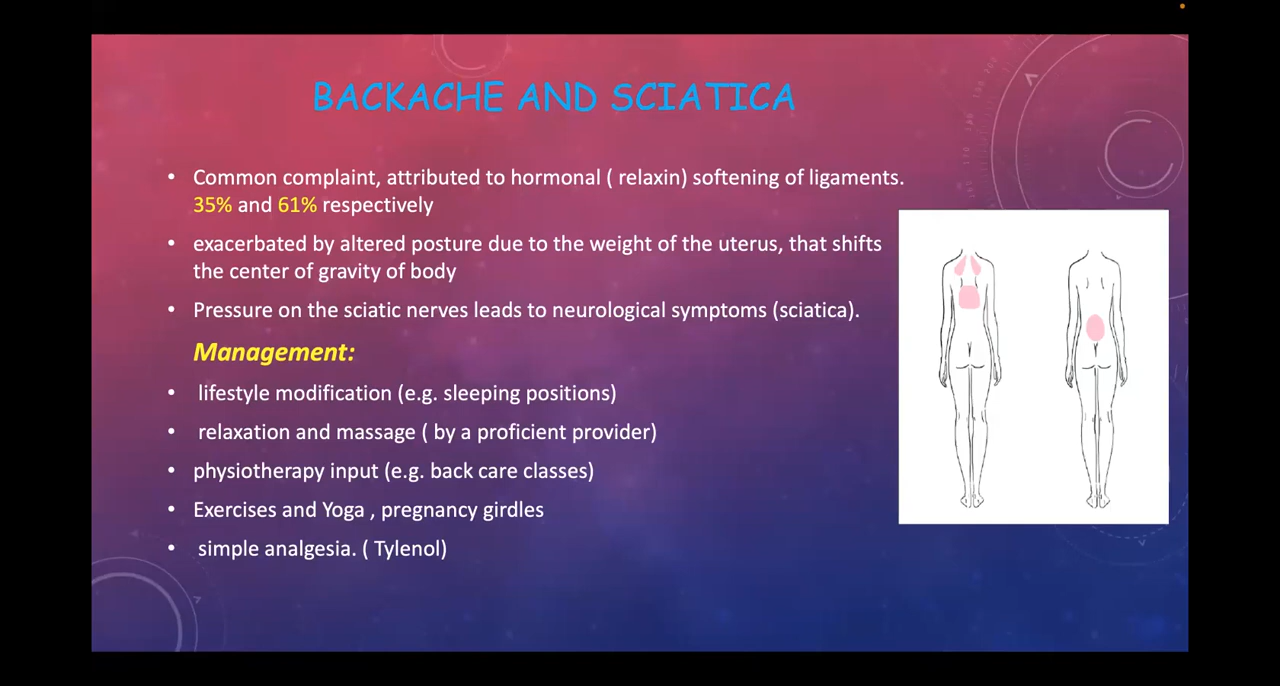 BACKACHE AND SCIATICA
• Common complaint, attributed to hormonal ( relaxin) softening of ligaments.
35% and 61% respectively
• exacerbated by altered posture due to the weight of the uterus, that shifts
the center of gravity of body
• Pressure on the sciatic nerves leads to neurological symptoms (sciatica).
Management:
• lifestyle modification (e.g. sleeping positions)
• relaxation and massage ( by a proficient provider)
• physiotherapy input (e.g. back care classes)
• Exercises and Yoga , pregnancy girdles
• simple analgesia. ( Tylenol)